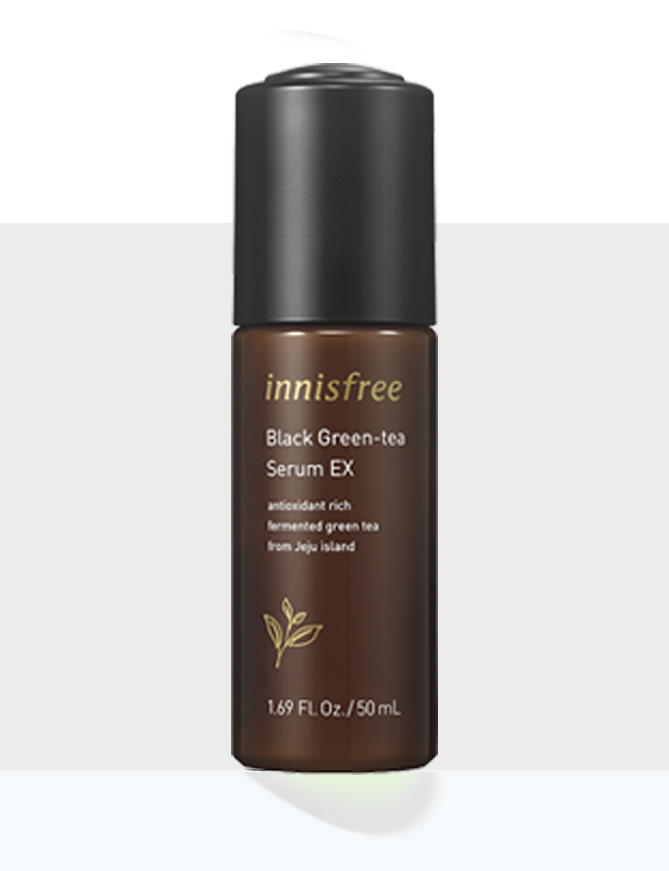 innisfree
Black Green-tea
Serum EX
antioxidant rich
fermented green tea
from Jeju island
1.69 Fl. Oz. / 50 mL